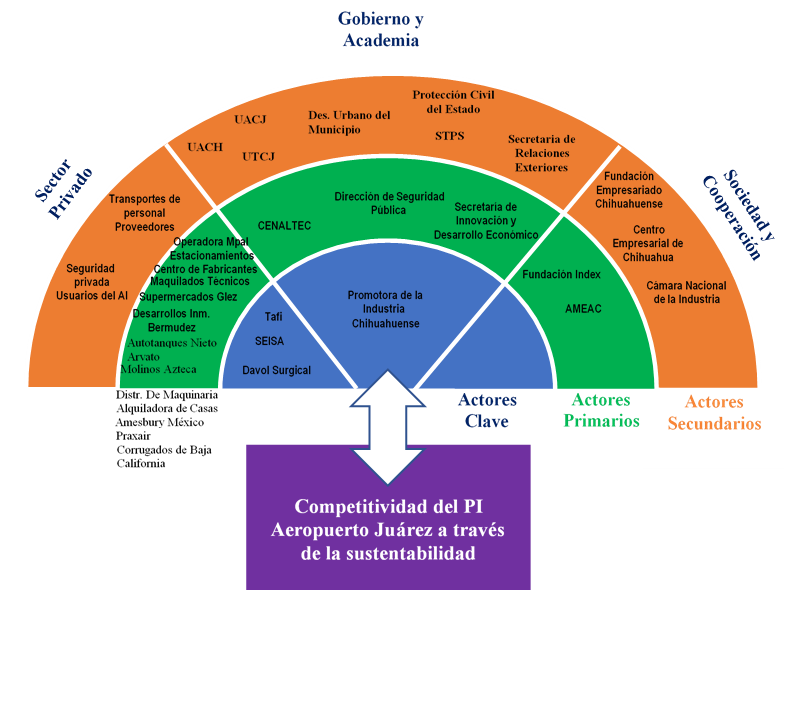 Gobierno y
Academia
Sector
Privado
Sociedad y
Cooperación
Protección Civil
del Estado
UACJ
Des. Urbano del
Municipio
STPS
UACH
UTCJ
Secretaria de
Relaciones
Exteriores
Transportes de
personal
Proveedores
Seguridad
privada
Usuarios del AI
Fundación
Empresariado
Chihuahuense
Centro
Empresarial de
Chihuahua
Cámara Nacional
de la Industria
CENALTEC
Dirección de Seguridad
Pública
Secretaría de
Innovación y
Desarrollo Económico
Operadora Mpal
Estacionamientos
Centro de Fabricantes
Maquilados Técnicos
Supermercados Glez
Desarrollos Inm.
Bermudez
Autotanques Nieto
Arvato
Molinos Azteca
Distr. De Maquinaria
Alquiladora de Casas
Amesbury México
Praxair
Corrugados de Baja
California
Fundación Index
AMEAC
Tafi
SEISA
Davol Surgical
Promotora de la
Industria
Chihuahuense
Actores
Clave
Actores
Primarios
Actores
Secundarios
Competitividad del PI
Aeropuerto Juárez a través
de la sustentabilidad